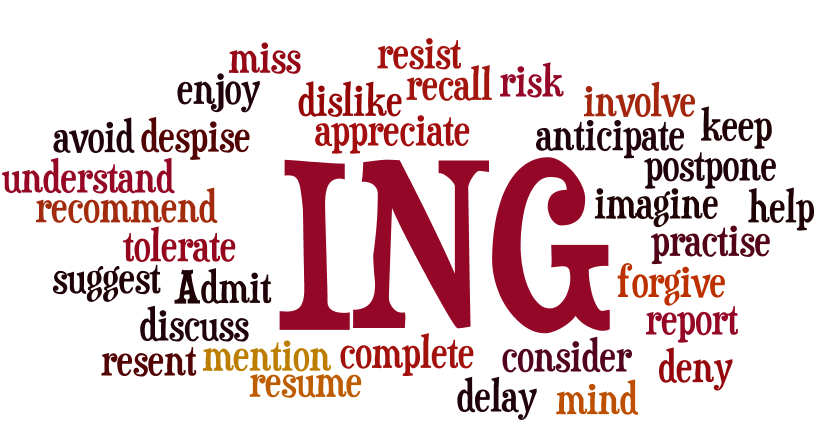 miss
resist
enjoy
dislike
recall
risk
involve
avoid
despise
appreciate
anticipate
keep
understand
postpone
recommend
imagine
help
tolerate
ING
practise
suggest
Admit
forgive
discuss
report
resent
mention
complete
consider
deny
resume
delay
mind